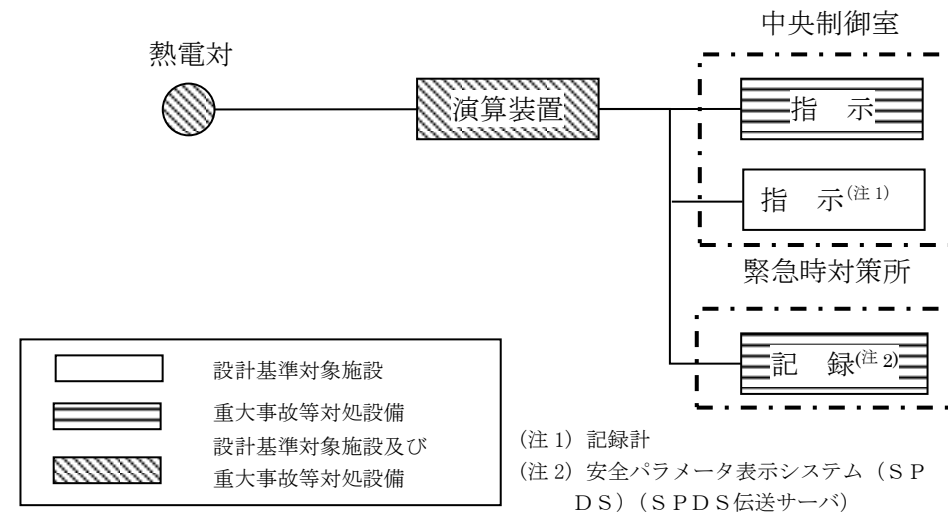 中央制御室
熱電対
演算装置
指　示
指　示(注1)
緊急時対策所
記　録(注2)
設計基準対象施設
重大事故等対処設備
設計基準対象施設及び
重大事故等対処設備
(注1) 記録計
(注2) 安全パラメータ表示システム（ＳＰ
ＤＳ）（ＳＰＤＳ伝送サーバ）